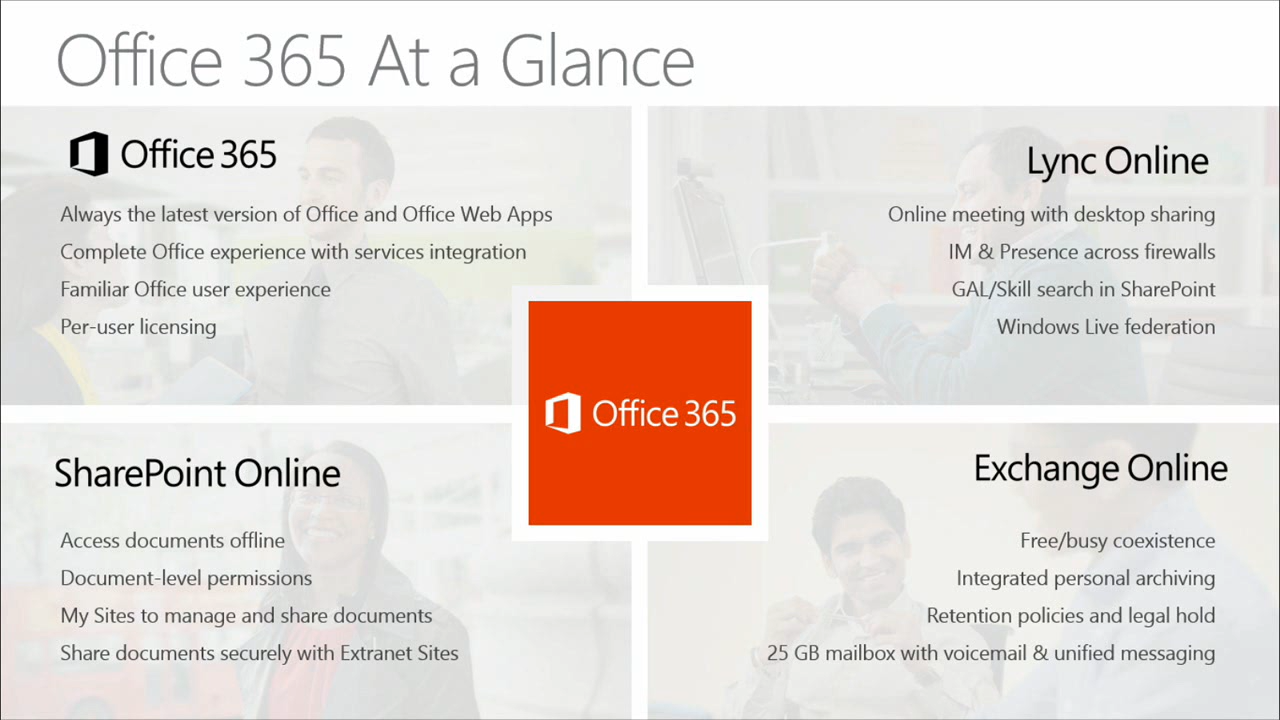 Office 365 At a Glance
Office 365
Always the latest version of Office and Office Web Apps
Complete Office experience with services integration
Familiar Office user experience
Per-user licensing
Lync Online
Online meeting with desktop sharing
IM & Presence across firewalls
GAL/Skill search in SharePoint
Windows Live federation
Office 365
SharePoint Online
Access documents offline
Document-level permissions
My Sites to manage and share documents
Share documents securely with Extranet Sites
Exchange Online
Free/busy coexistence
Integrated personal archiving
Retention policies and legal hold
25 GB mailbox with voicemail & unified messaging